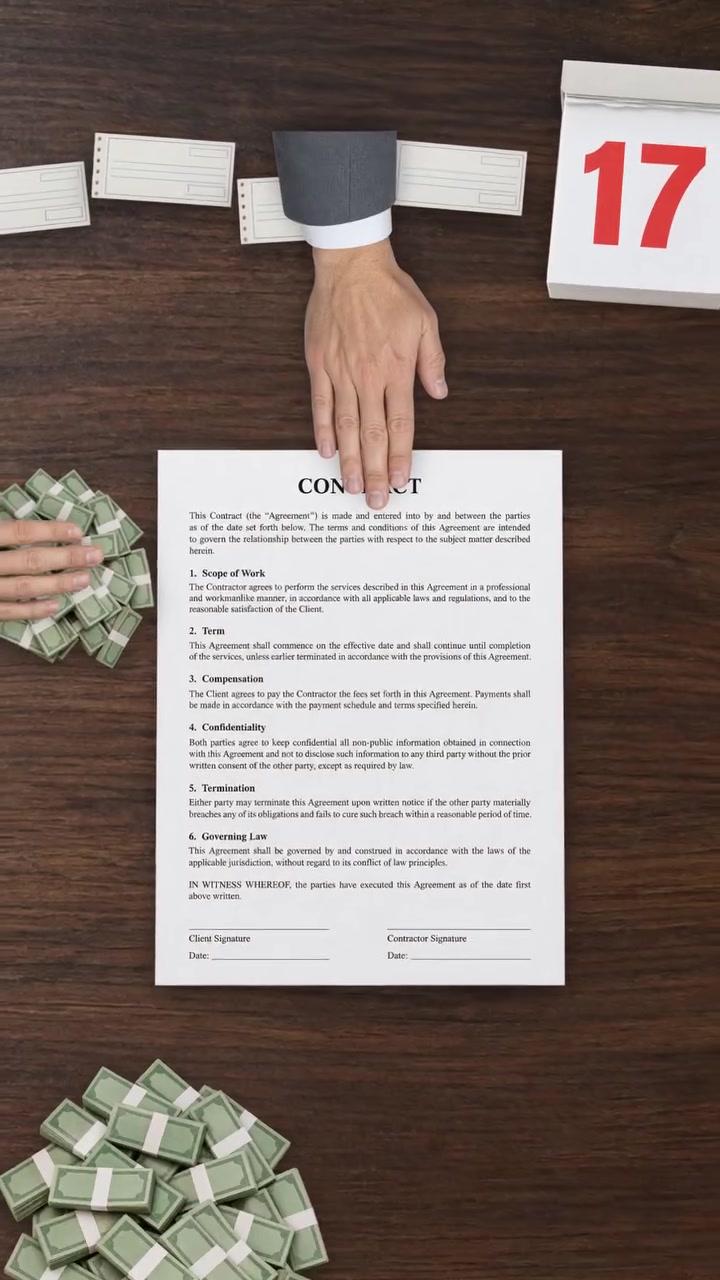 17
CONTRACT
This Contract (the “Agreement”) is made and entered into by and between the parties
as of the date set forth below. The terms and conditions of this Agreement are intended
to govern the relationship between the parties with respect to the subject matter described
herein.
1. Scope of Work
The Contractor agrees to perform the services described in this Agreement in a professional
and workmanlike manner, in accordance with all applicable laws and regulations, and to the
reasonable satisfaction of the Client.
2. Term
This Agreement shall commence on the effective date and shall continue until completion
of the services, unless earlier terminated in accordance with the provisions of this Agreement.
3. Compensation
The Client agrees to pay the Contractor the fees set forth in this Agreement. Payments shall
be made in accordance with the payment schedule and terms specified herein.
4. Confidentiality
Both parties agree to keep confidential all non-public information obtained in connection
with this Agreement and not to disclose such information to any third party without the prior
written consent of the other party, except as required by law.
5. Termination
Either party may terminate this Agreement upon written notice if the other party materially
breaches any of its obligations and fails to cure such breach within a reasonable period of time.
6. Governing Law
This Agreement shall be governed by and construed in accordance with the laws of the
applicable jurisdiction, without regard to its conflict of law principles.
IN WITNESS WHEREOF, the parties have executed this Agreement as of the date first
above written.
Client Signature Contractor Signature
Date: Date: